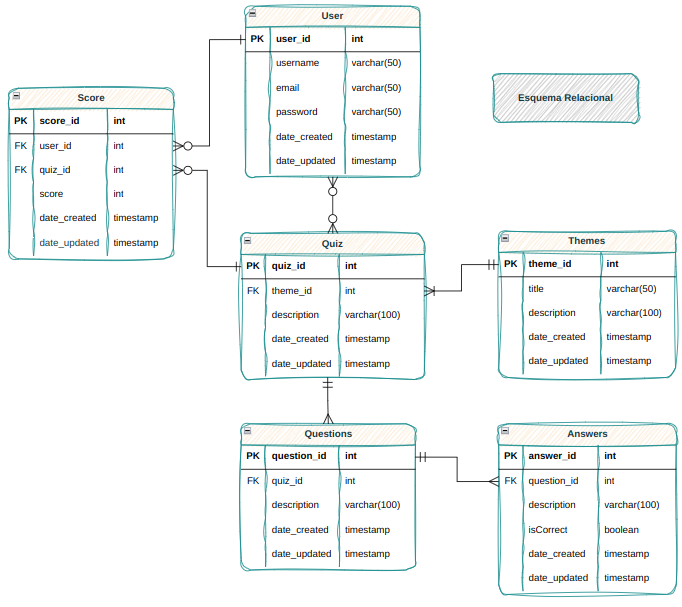 User
PK user_id int
username varchar(50)
email varchar(50)
password varchar(50)
date_created timestamp
date_updated timestamp
Esquema Relacional
Score
PK score_id int
FK user_id int
FK quiz_id int
score int
date_created timestamp
date_updated timestamp
Quiz
PK quiz_id int
FK theme_id int
description varchar(100)
date_created timestamp
date_updated timestamp
Themes
PK theme_id int
title varchar(50)
description varchar(100)
date_created timestamp
date_updated timestamp
Questions
PK question_id int
FK quiz_id int
description varchar(100)
date_created timestamp
date_updated timestamp
Answers
PK answer_id int
FK question_id int
description varchar(100)
isCorrect boolean
date_created timestamp
date_updated timestamp